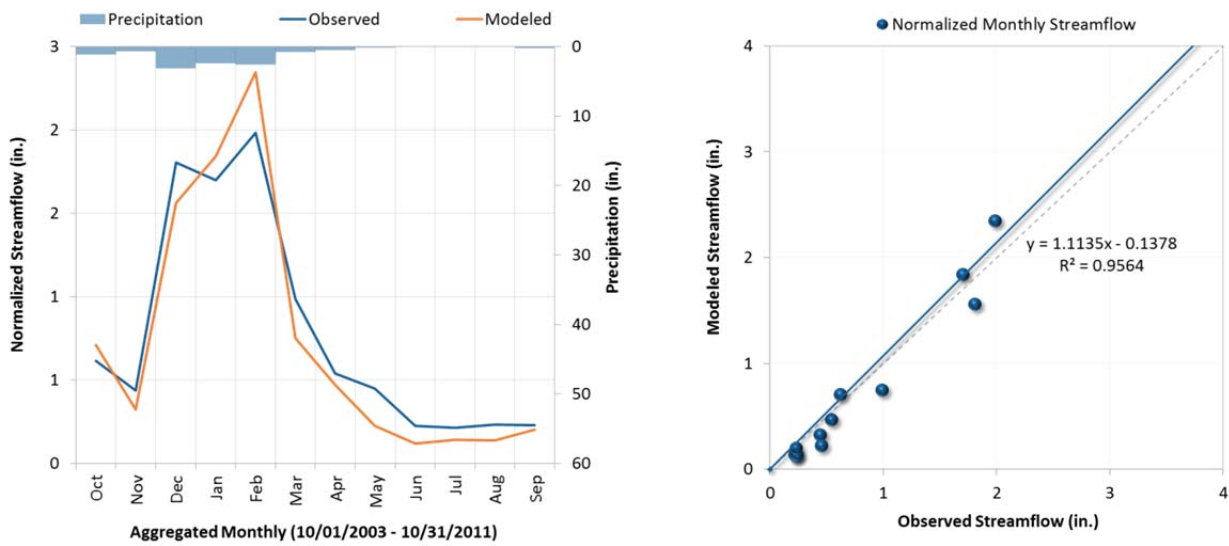 Precipitation Observed Modeled
Normalized Streamflow (in.)
3
2
2
1
1
0
0
10
20
30
40
50
60
Precipitation (in.)
Oct Nov Dec Jan Feb Mar Apr May Jun Jul Aug Sep
Aggregated Monthly (10/01/2003 - 10/31/2011)
Normalized Monthly Streamflow
Modeled Streamflow (in.)
4
3
2
1
0
y = 1.1135x - 0.1378
R² = 0.9564
0 1 2 3 4
Observed Streamflow (in.)